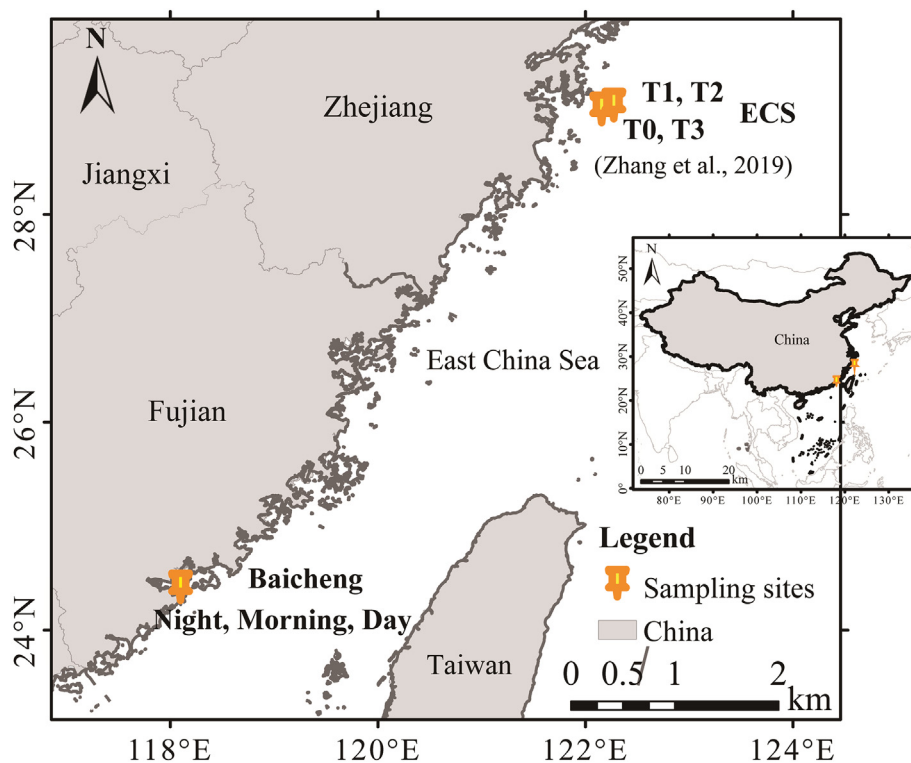 N
Zhejiang
Jiangxi
T1, T2
ECS
T0, T3
(Zhang et al., 2019)
28°N
East China Sea
Fujian
26°N
N
50°N
40°N
30°N
20°N
10°N
0°
China
0 5 10 20
km
80°E 90°E 100°E 110°E 120°E 130°E
Baicheng
Night, Morning, Day
24°N
Taiwan
Legend
Sampling sites
China
0 0.5 1 2
km
118°E 120°E 122°E 124°E